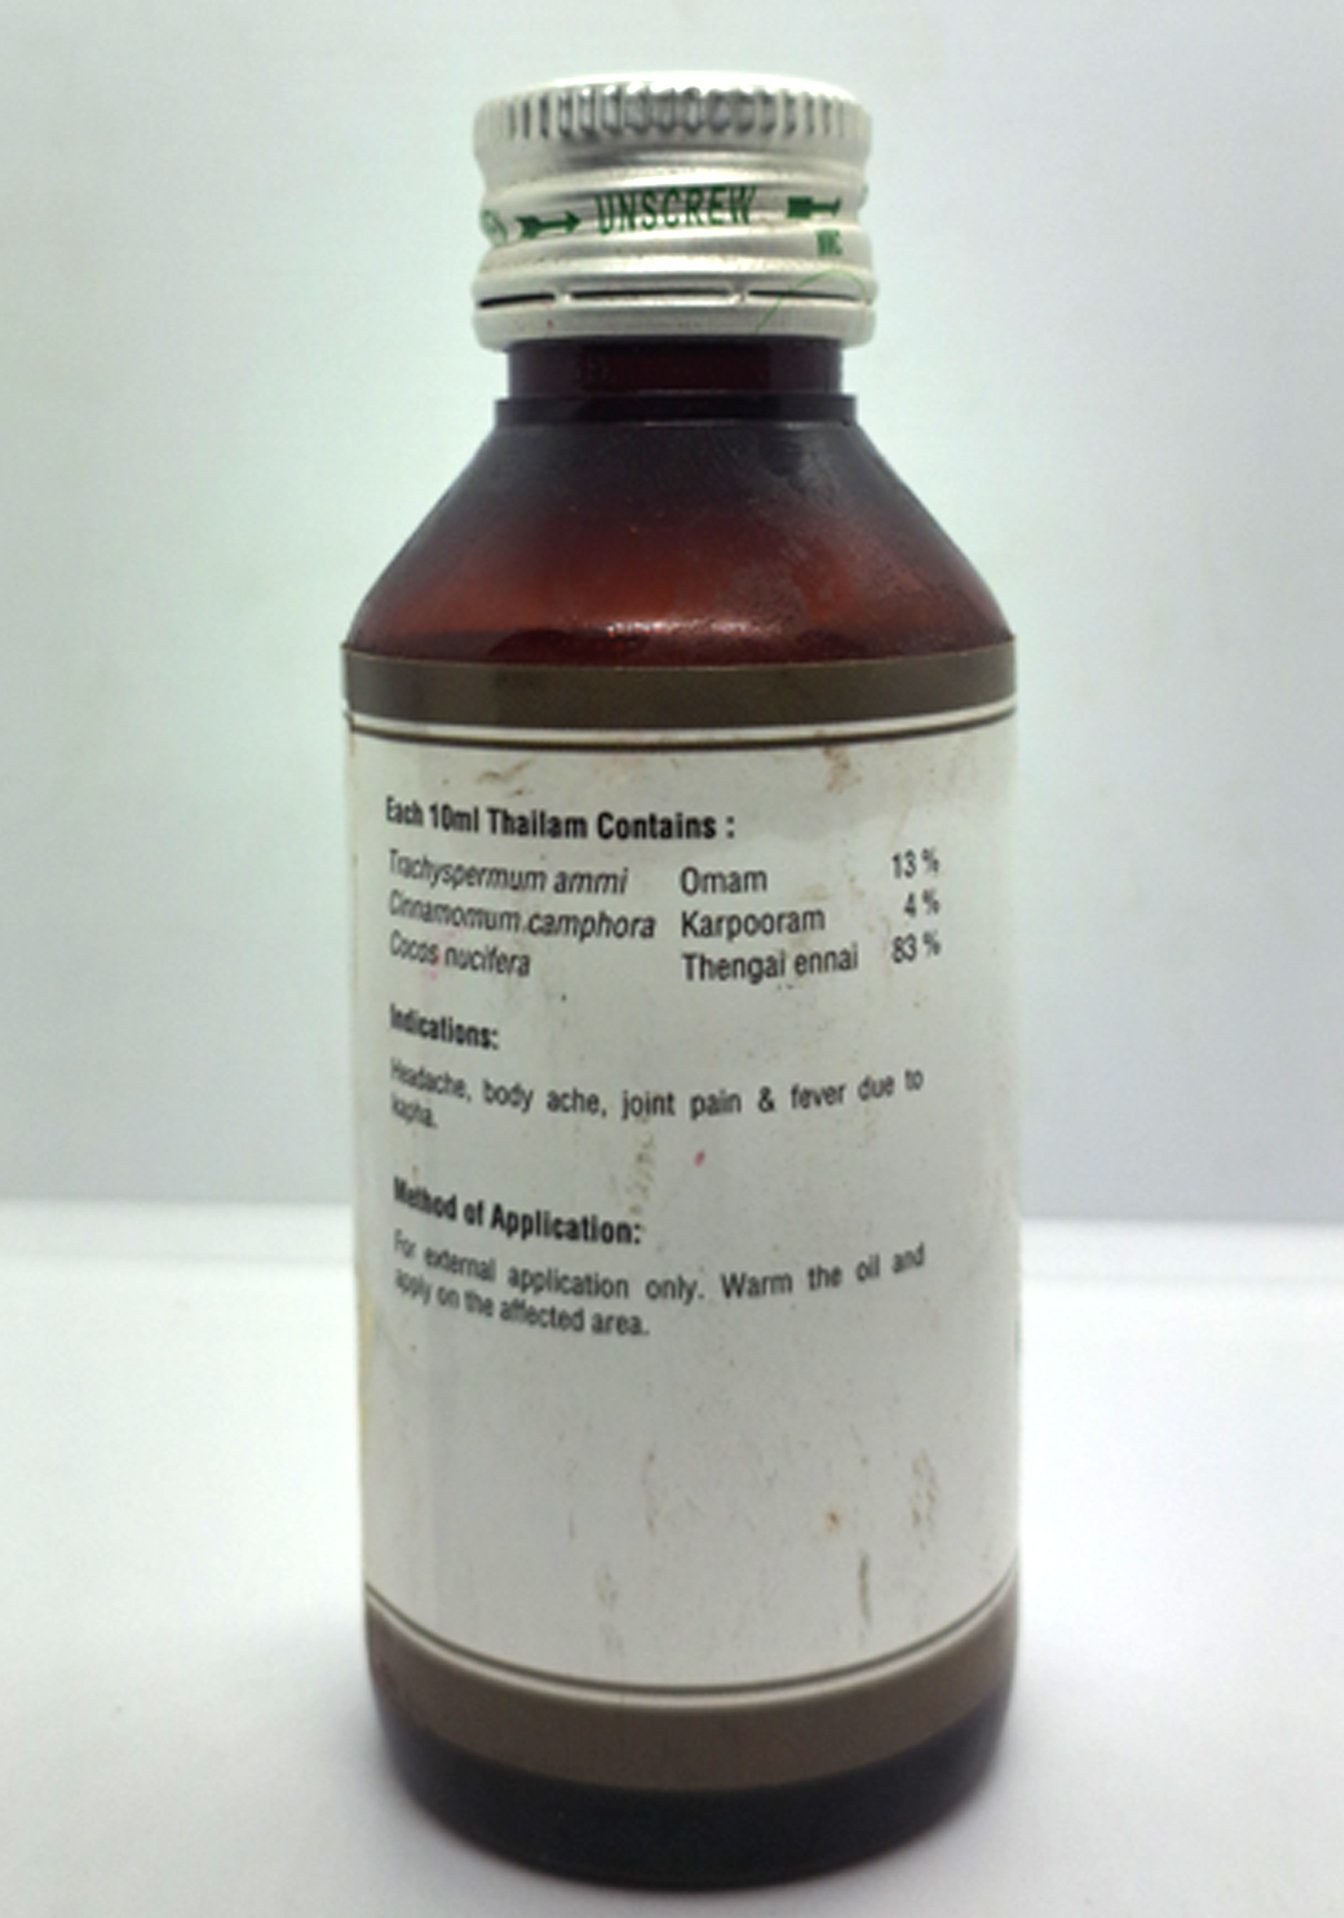 UNSCREW
Each 10ml Thailam Contains :
Trachyspermum ammi Omam 13 %
Cinnamomum camphora Karpooram 4 %
Cocos nucifera Thengai ennai 83 %
Indications:
Headache, body ache, joint pain & fever due to
kapha.
Method of Application:
For external application only. Warm the oil and
apply on the affected area.